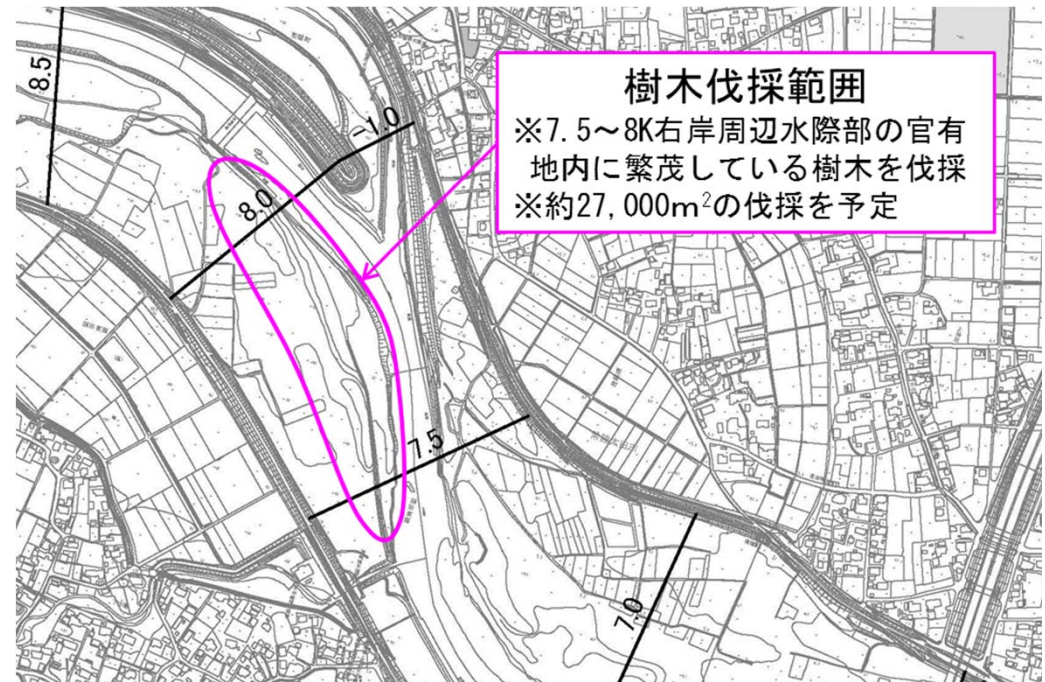 樹木伐採範囲
※7.5～8K右岸周辺水際部の官有
地内に繁茂している樹木を伐採
※約27,000m²の伐採を予定
8.5
-1.0
8.0
7.5
7.0